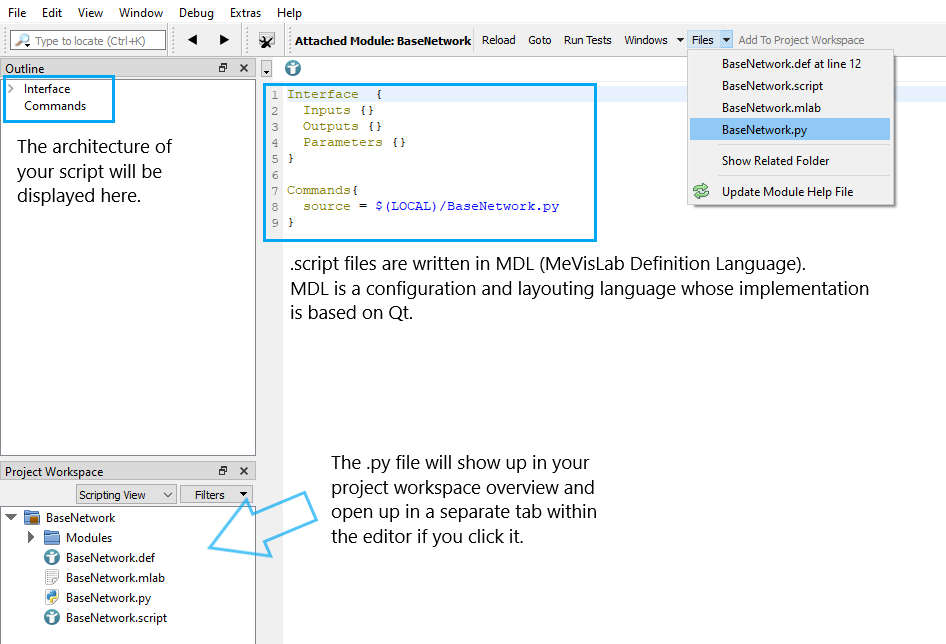 File Edit View Window Debug Extras Help
Type to locate (Ctrl+K) Attached Module: BaseNetwork Reload Goto Run Tests Windows Files Add To Project Workspace
BaseNetwork.def at line 12
BaseNetwork.script
BaseNetwork.mlab
BaseNetwork.py
Show Related Folder
Update Module Help File
Outline
Interface
Commands
The architecture of
your script will be
displayed here.
1 Interface {
2 Inputs {}
3 Outputs {}
4 Parameters {}
5 }
6
7 Commands{
8 source = $(LOCAL)/BaseNetwork.py
9 }
.script files are written in MDL (MeVisLab Definition Language).
MDL is a configuration and layouting language whose implementation
is based on Qt.
The .py file will show up in your
project workspace overview and
open up in a separate tab within
the editor if you click it.
Project Workspace
Scripting View Filters
BaseNetwork
Modules
BaseNetwork.def
BaseNetwork.mlab
BaseNetwork.py
BaseNetwork.script